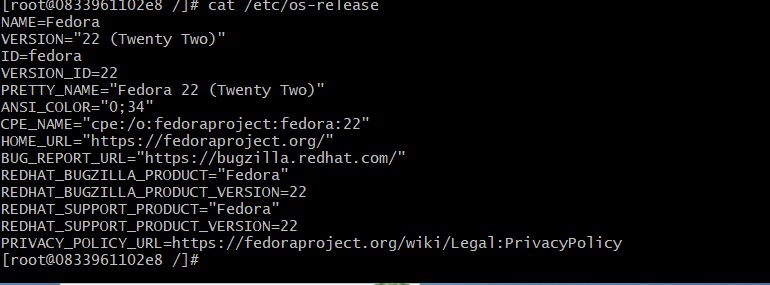 [root@0833961102e8 /]# cat /etc/os-release
NAME=Fedora
VERSION="22 (Twenty Two)"
ID=fedora
VERSION_ID=22
PRETTY_NAME="Fedora 22 (Twenty Two)"
ANSI_COLOR="0;34"
CPE_NAME="cpe:/o:fedoraproject:fedora:22"
HOME_URL="https://fedoraproject.org/"
BUG_REPORT_URL="https://bugzilla.redhat.com/"
REDHAT_BUGZILLA_PRODUCT="Fedora"
REDHAT_BUGZILLA_PRODUCT_VERSION=22
REDHAT_SUPPORT_PRODUCT="Fedora"
REDHAT_SUPPORT_PRODUCT_VERSION=22
PRIVACY_POLICY_URL=https://fedoraproject.org/wiki/Legal:PrivacyPolicy
[root@0833961102e8 /]#